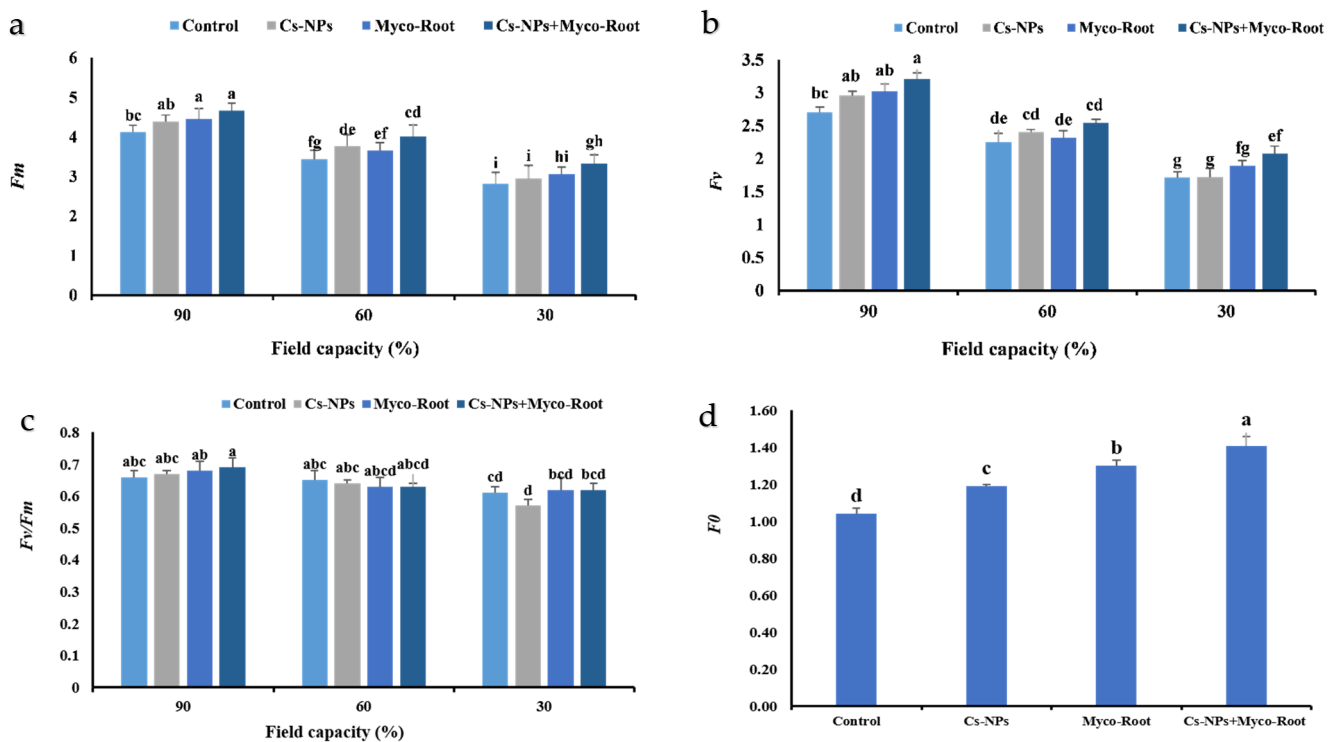 a
Control Cs-NPs Myco-Root Cs-NPs+Myco-Root
6
5
4
3
2
1
0
Fm
bc ab a a
fg de ef cd
i i hi gh
90 60 30
Field capacity (%)
b
Control Cs-NPs Myco-Root Cs-NPs+Myco-Root
3.5
3
2.5
2
1.5
1
0.5
0
Fv
bc ab ab a
de cd de cd
g g fg ef
90 60 30
Field capacity (%)
c
Control Cs-NPs Myco-Root Cs-NPs+Myco-Root
0.8
0.7
0.6
0.5
0.4
0.3
0.2
0.1
0
Fv/Fm
abc abc ab a
abc abc abcd abcd
cd d bcd bcd
90 60 30
Field capacity (%)
d
1.60
1.40
1.20
1.00
0.80
0.60
0.40
0.20
0.00
F0
d c b a
Control Cs-NPs Myco-Root Cs-NPs+Myco-Root